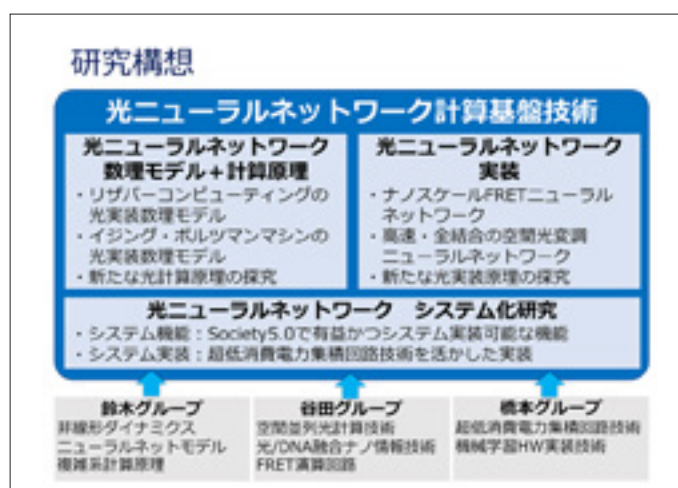 研究構想
光ニューラルネットワーク計算基盤技術
光ニューラルネットワーク
数理モデル+計算原理
・リザバーコンピューティングの
光実装数理モデル
・イジング・ボルツマンマシンの
光実装数理モデル
・新たな光計算原理の探究
光ニューラルネットワーク
実装
・ナノスケールFRETニューラル
ネットワーク
・高速・全結合の空間光変調
ニューラルネットワーク
・新たな光実装原理の探究
光ニューラルネットワーク システム化研究
・システム機能:Society5.0で有益かつシステム実装可能な機能
・システム実装:超低消費電力集積回路技術を活かした実装
鈴木グループ
非線形ダイナミクス
ニューラルネットモデル
複雑系計算原理
谷田グループ
空間並列光計算技術
光/DNA融合ナノ情報技術
FRET演算回路
橋本グループ
超低消費電力集積回路技術
機械学習HW実装技術